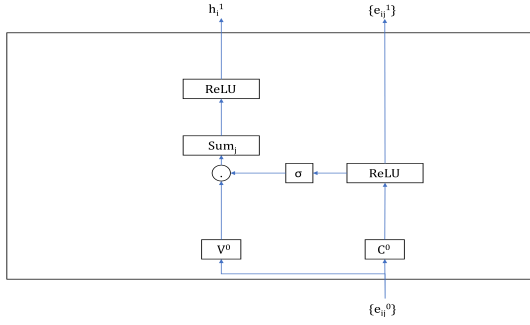 h_i^1 {e_ij^1}
ReLU
Sum_j
. σ ReLU
V^0 C^0
{e_ij^0}